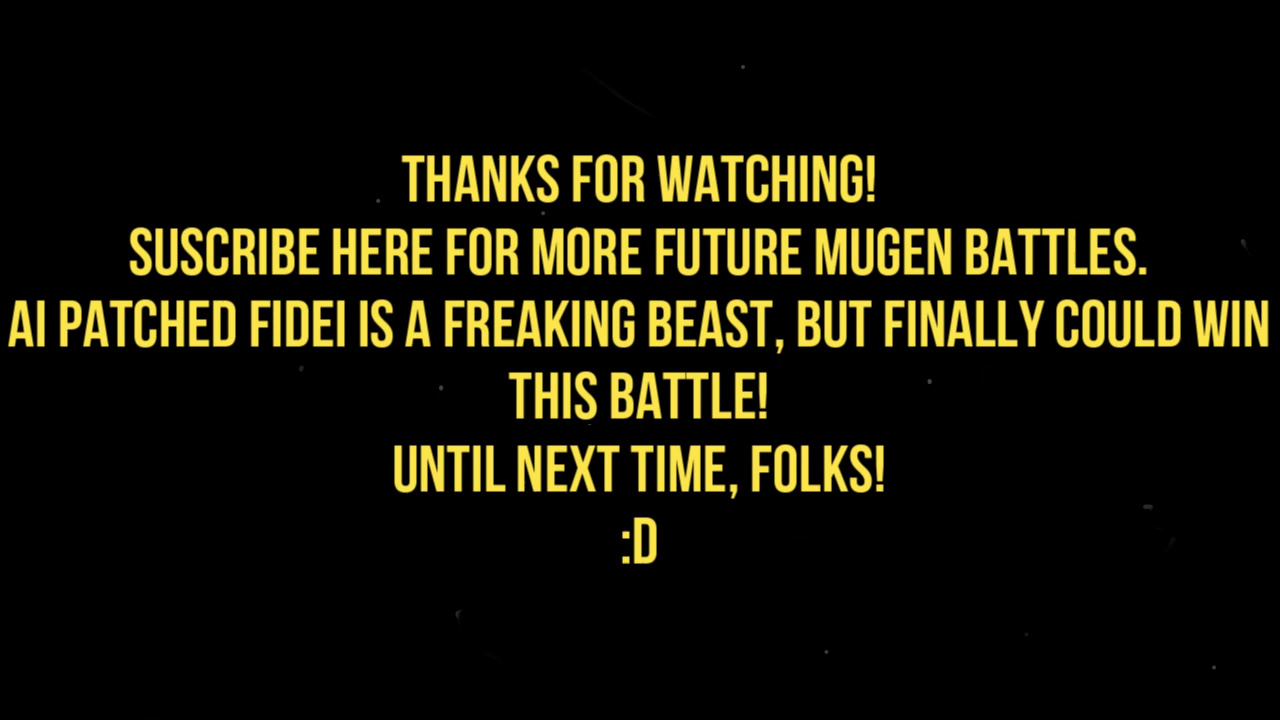 THANKS FOR WATCHING!
SUSCRIBE HERE FOR MORE FUTURE MUGEN BATTLES.
AI PATCHED FIDEI IS A FREAKING BEAST, BUT FINALLY COULD WIN
THIS BATTLE!
UNTIL NEXT TIME, FOLKS!
:D